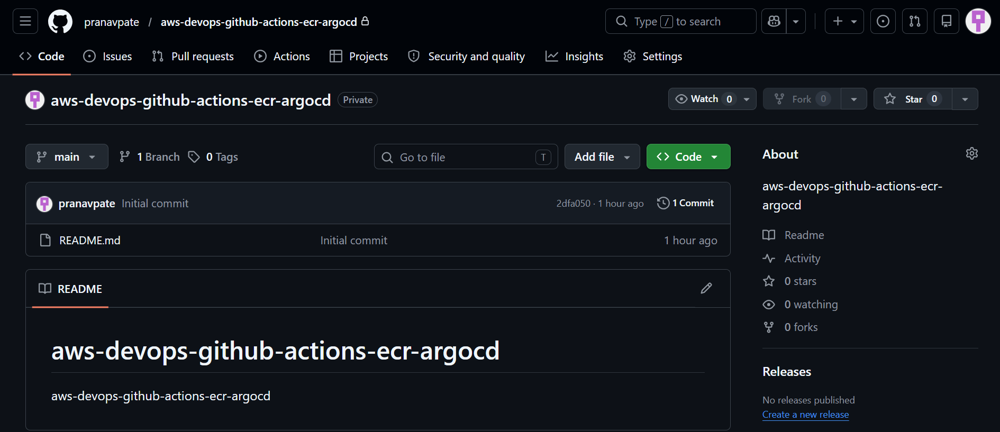 pranavpate / aws-devops-github-actions-ecr-argocd
Type / to search
Code Issues Pull requests Actions Projects Security and quality Insights Settings
aws-devops-github-actions-ecr-argocd Private
Watch 0 Fork 0 Star 0
main 1 Branch 0 Tags
Go to file T
Add file Code
pranavpate Initial commit 2dfa050 · 1 hour ago 1 Commit
README.md Initial commit 1 hour ago
README
aws-devops-github-actions-ecr-argocd
aws-devops-github-actions-ecr-argocd
About
aws-devops-github-actions-ecr-
argocd
Readme
Activity
0 stars
0 watching
0 forks
Releases
No releases published
Create a new release